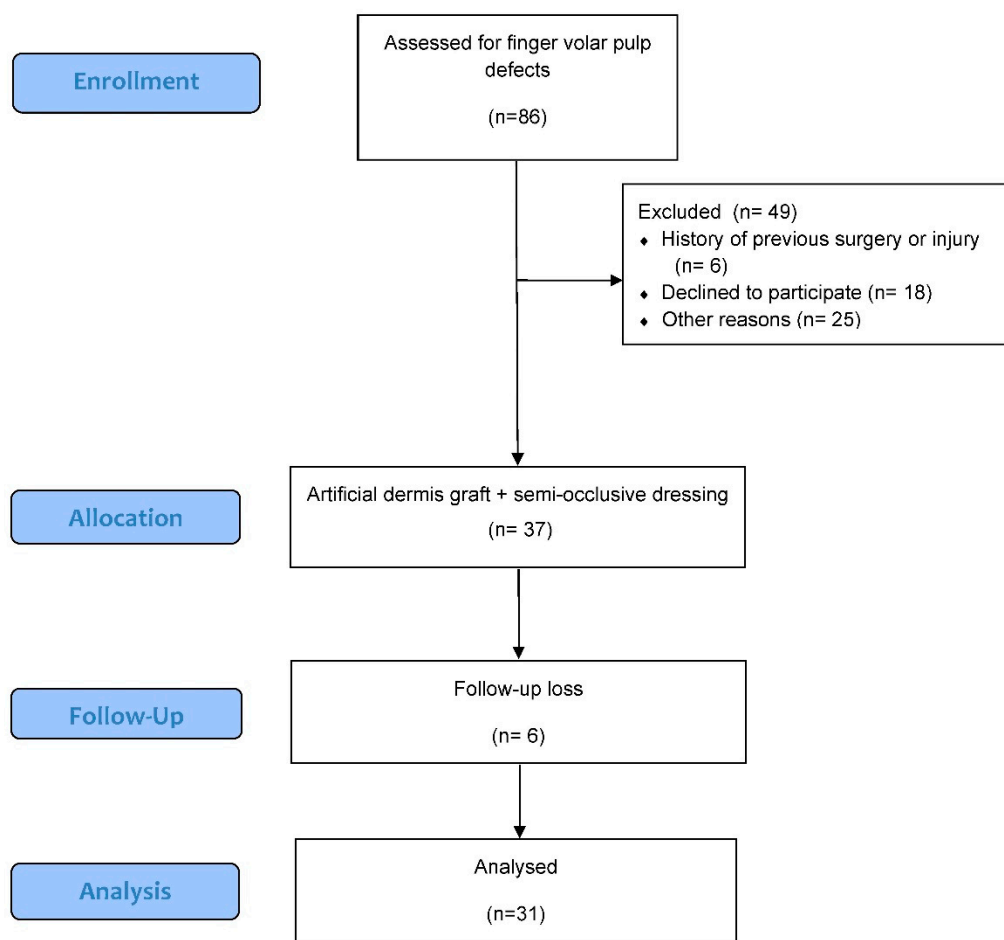 Enrollment
Assessed for finger volar pulp
defects
(n=86)
Excluded (n= 49)
♦ History of previous surgery or injury
(n= 6)
♦ Declined to participate (n= 18)
♦ Other reasons (n= 25)
Allocation
Artificial dermis graft + semi-occlusive dressing
(n= 37)
Follow-Up
Follow-up loss
(n= 6)
Analysis
Analysed
(n=31)